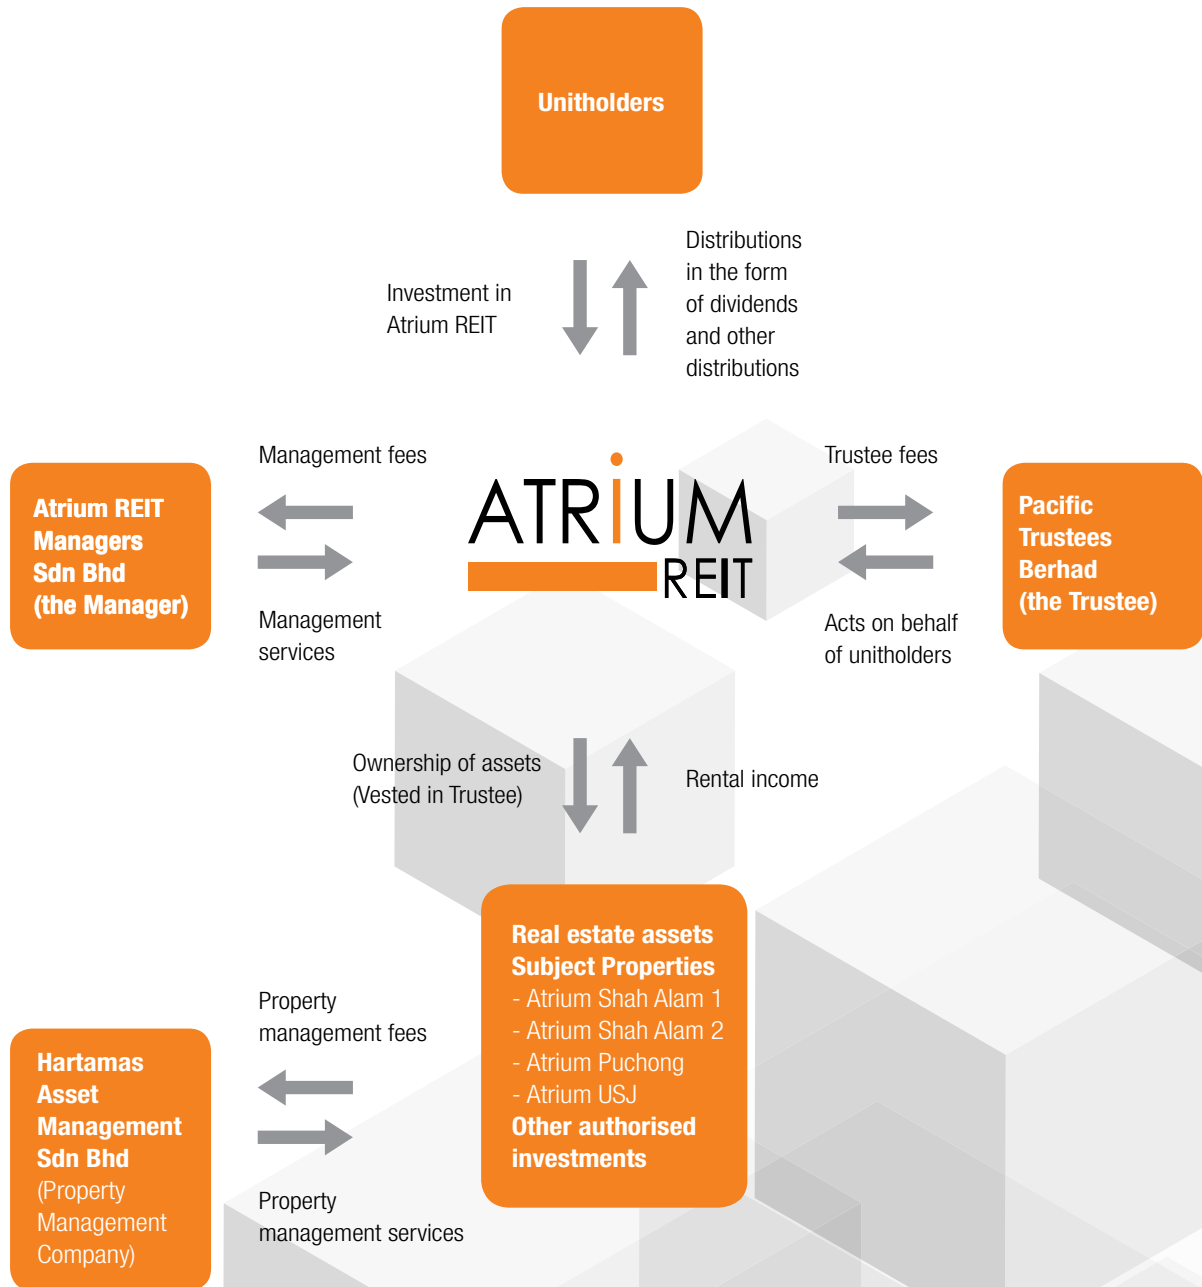 Unitholders
Investment in
Atrium REIT
Distributions
in the form
of dividends
and other
distributions
Management fees
Trustee fees
Atrium REIT
Managers
Sdn Bhd
(the Manager)
ATRiUM
REIT
Pacific
Trustees
Berhad
(the Trustee)
Management
services
Acts on behalf
of unitholders
Ownership of assets
(Vested in Trustee)
Rental income
Real estate assets
Subject Properties
- Atrium Shah Alam 1
- Atrium Shah Alam 2
- Atrium Puchong
- Atrium USJ
Other authorised
investments
Property
management fees
Hartamas
Asset
Management
Sdn Bhd
(Property
Management
Company)
Property
management services